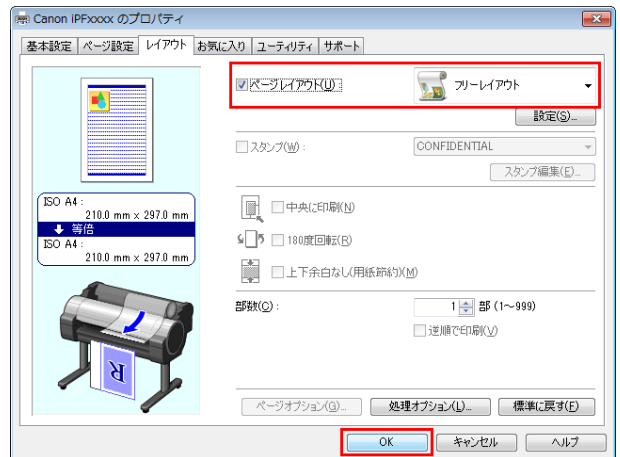 Canon iPFxxxx のプロパティ
基本設定 ページ設定 レイアウト お気に入り ユーティリティ サポート
ページレイアウト(U) : フリーレイアウト
設定(S)...
スタンプ(W) : CONFIDENTIAL
スタンプ編集(E)...
ISO A4 :
210.0 mm x 297.0 mm
等倍
ISO A4 :
210.0 mm x 297.0 mm
中央に印刷(N)
180度回転(R)
上下余白なし(用紙節約)(M)
部数(C) : 1 部 (1~999)
逆順で印刷(V)
R
ページオプション(G)... 処理オプション(L)... 標準に戻す(F)
OK キャンセル ヘルプ